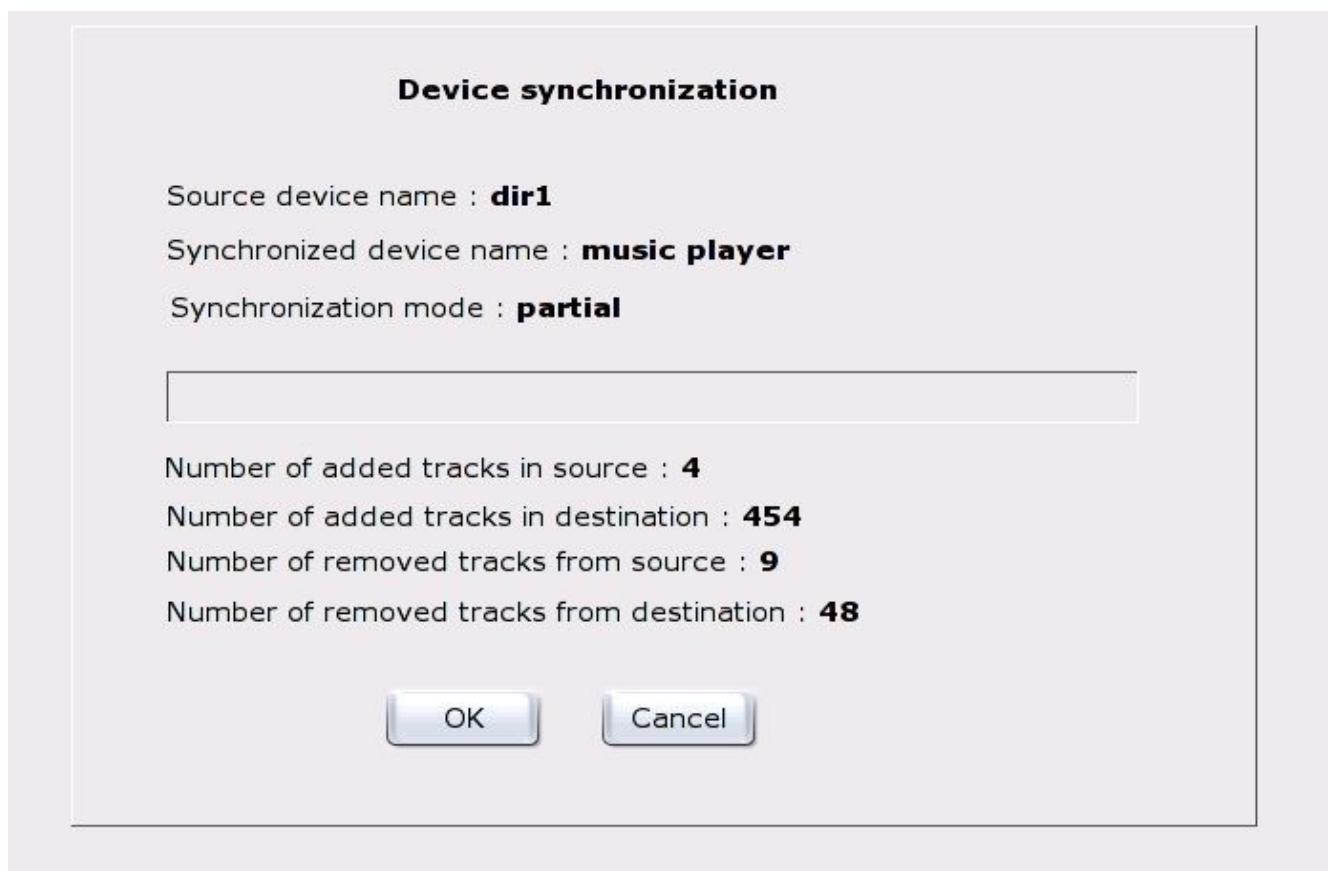 Device synchronization
Source device name : dir1
Synchronized device name : music player
Synchronization mode : partial
Number of added tracks in source : 4
Number of added tracks in destination : 454
Number of removed tracks from source : 9
Number of removed tracks from destination : 48
OK Cancel